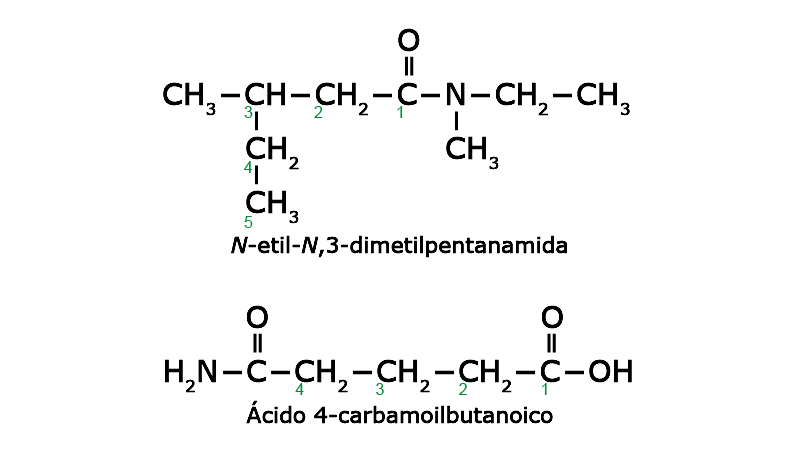 O
CH₃ – CH – CH₂ – C – N – CH₂ – CH₃
3 2 1
CH₂ CH₃
4
CH₃
5
N-etil-N,3-dimetilpentanamida
O O
H₂N – C – CH₂ – CH₂ – CH₂ – C – OH
4 3 2 1
Ácido 4-carbamoilbutanoico